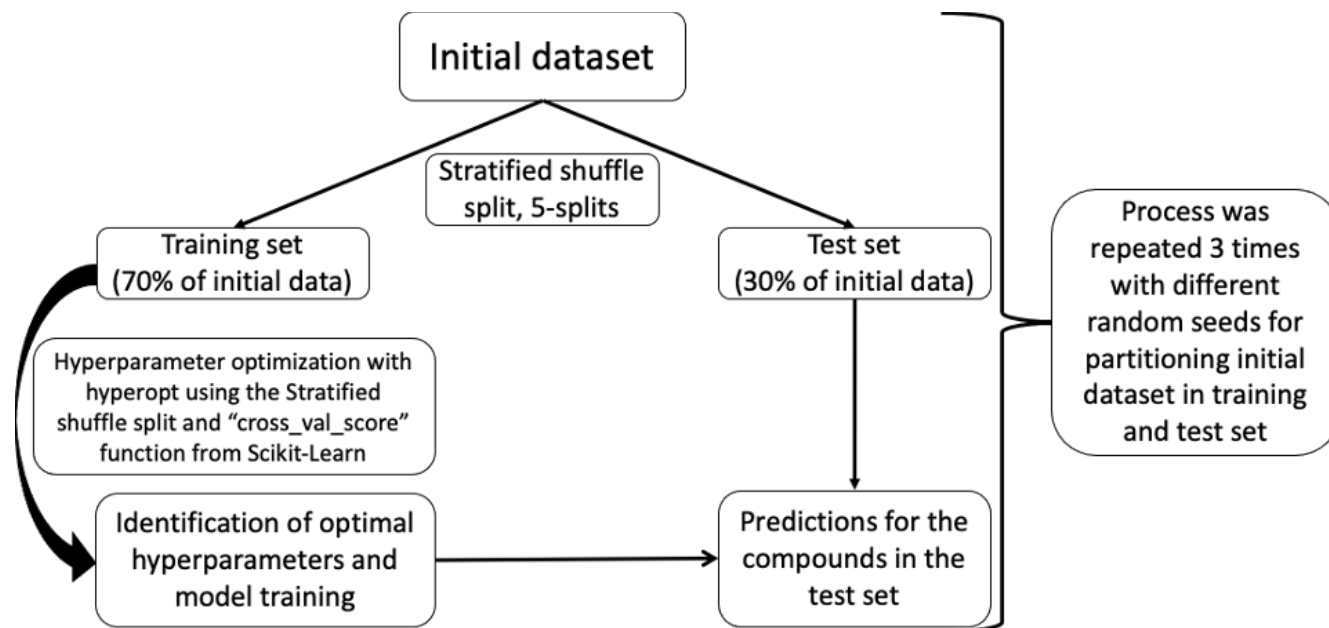 Initial dataset
Stratified shuffle
split, 5-splits
Training set
(70% of initial data)
Test set
(30% of initial data)
Hyperparameter optimization with
hyperopt using the Stratified
shuffle split and “cross_val_score”
function from Scikit-Learn
Identification of optimal
hyperparameters and
model training
Predictions for the
compounds in the
test set
Process was
repeated 3 times
with different
random seeds for
partitioning initial
dataset in training
and test set